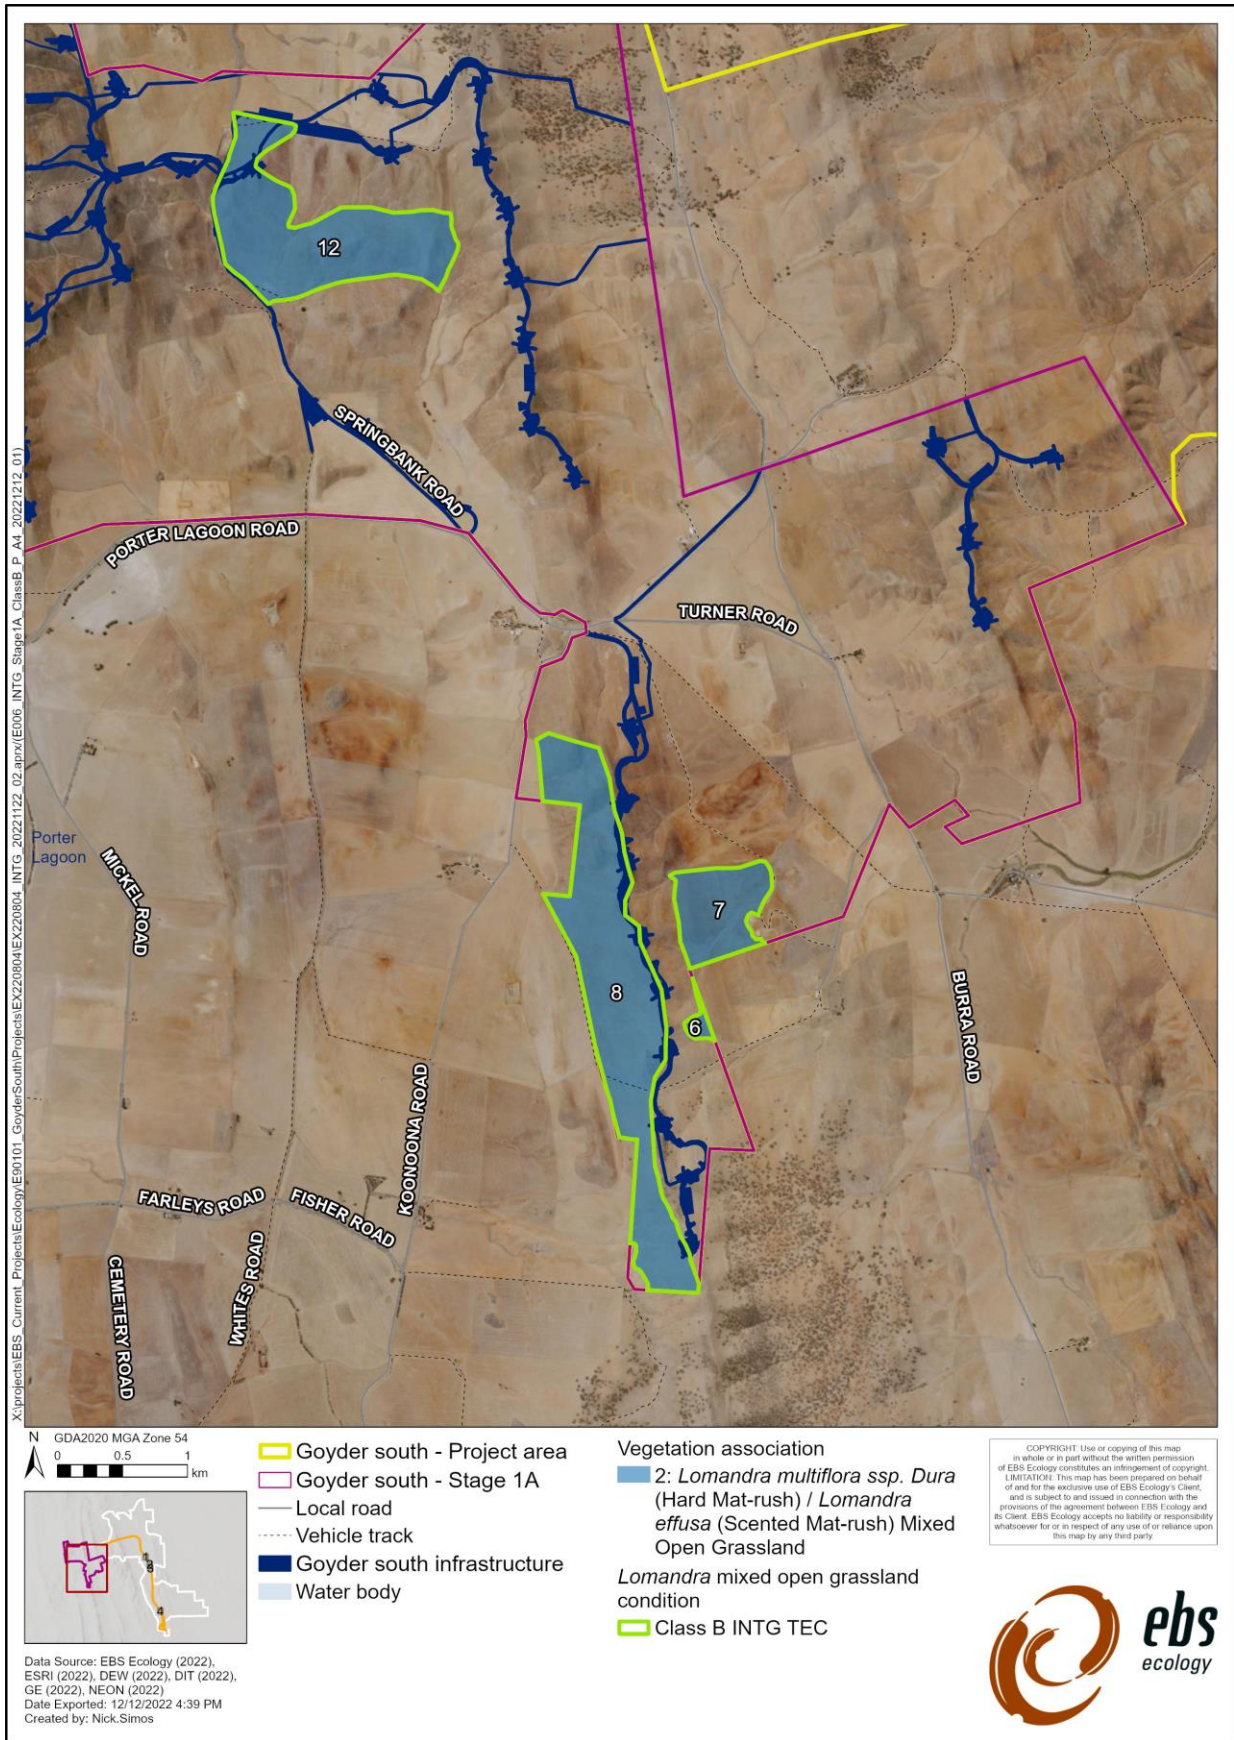 12
SPRINGBANK ROAD
PORTER LAGOON ROAD
TURNER ROAD
Porter
Lagoon
MICKEL ROAD
7
8
6
BURRA ROAD
KOONOONA ROAD
FARLEYS ROAD
FISHER ROAD
WHITES ROAD
CEMETERY ROAD
X:\projects\EBS_Current_Projects\Ecology\E90101_GoyderSouth\Projects\EX220804\EX220804_INTG_20221122_02.aprx/(E006_INTG_Stage1A_ClassB_P_A4_20221212_01)
N
GDA2020 MGA Zone 54
0 0.5 1
km
4
Data Source: EBS Ecology (2022),
ESRI (2022), DEW (2022), DIT (2022),
GE (2022), NEON (2022)
Date Exported: 12/12/2022 4:39 PM
Created by: Nick.Simos
Goyder south - Project area
Goyder south - Stage 1A
Local road
Vehicle track
Goyder south infrastructure
Water body
Vegetation association
2: Lomandra multiflora ssp. Dura
(Hard Mat-rush) / Lomandra
effusa (Scented Mat-rush) Mixed
Open Grassland
Lomandra mixed open grassland
condition
Class B INTG TEC
COPYRIGHT: Use or copying of this map
in whole or in part without the written permission
of EBS Ecology constitutes an infringement of copyright.
LIMITATION: This map has been prepared on behalf
of and for the exclusive use of EBS Ecology's Client,
and is subject to and issued in connection with the
provisions of the agreement between EBS Ecology and
its Client. EBS Ecology accepts no liability or responsibility
whatsoever for or in respect of any use of or reliance upon
this map by any third party.
ebs
ecology